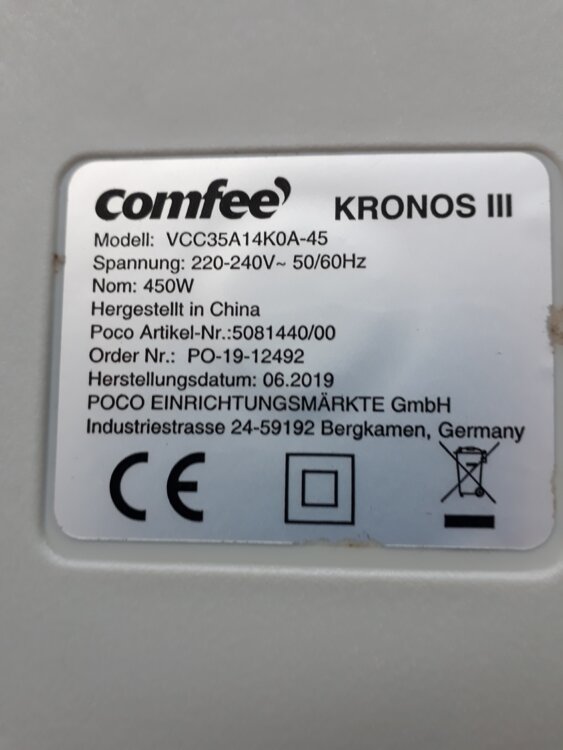 comfee’ KRONOS III
Modell: VCC35A14K0A-45
Spannung: 220-240V~ 50/60Hz
Nom: 450W
Hergestellt in China
Poco Artikel-Nr.:5081440/00
Order Nr.: PO-19-12492
Herstellungsdatum: 06.2019
POCO EINRICHTUNGSMÄRKTE GmbH
Industriestrasse 24-59192 Bergkamen, Germany
CE